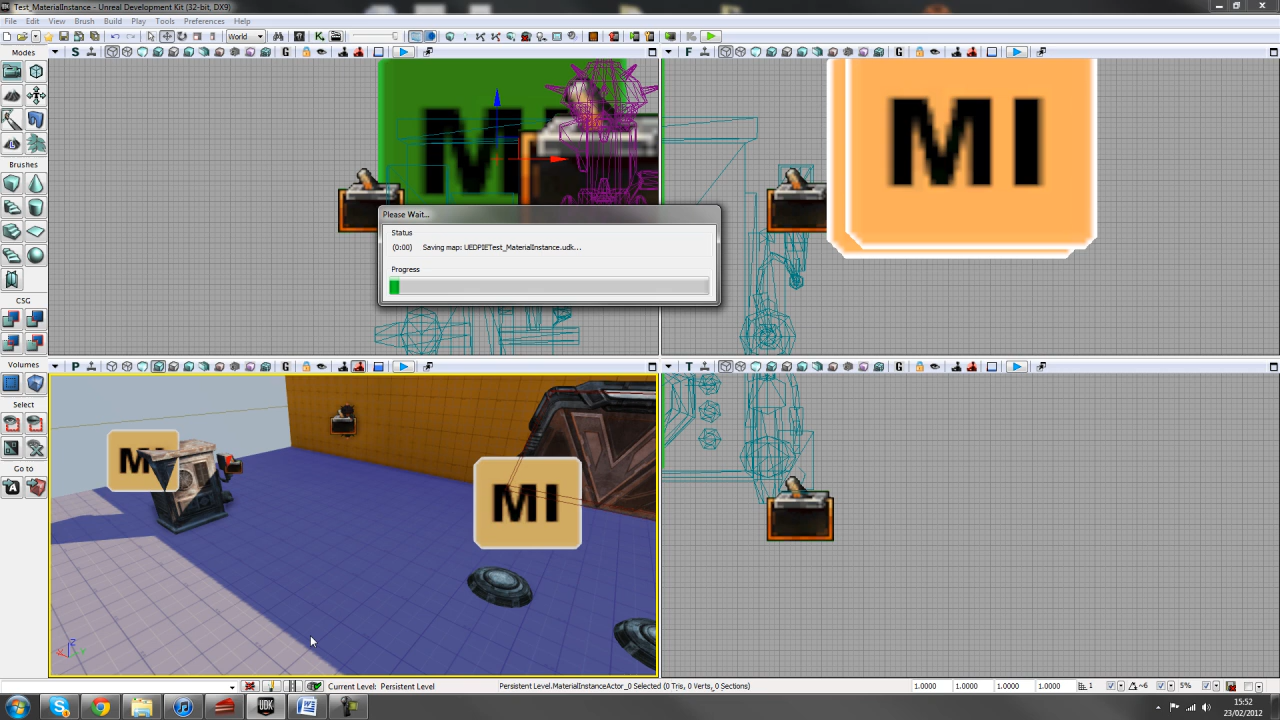 Test_MaterialInstance - Unreal Development Kit (32-bit, DX9)
File Edit View Brush Build Play Tools Preferences Help
World
G
Modes
S
G
F
G
MI
MI
Brushes
Please Wait...
Status
(0:00) Saving map: UEDPIETest_MaterialInstance.udk...
Progress
CSG
Volumes
P
G
T
G
Select
Go to
MI
MI
Z
X
Y
Current Level: Persistent Level
Persistent Level.MaterialInstanceActor_0 Selected (0 Tris, 0 Verts, 0 Sections)
1.0000 1.0000 1.0000 1.0000
1
~6
5%
UDK
15:52
23/02/2012